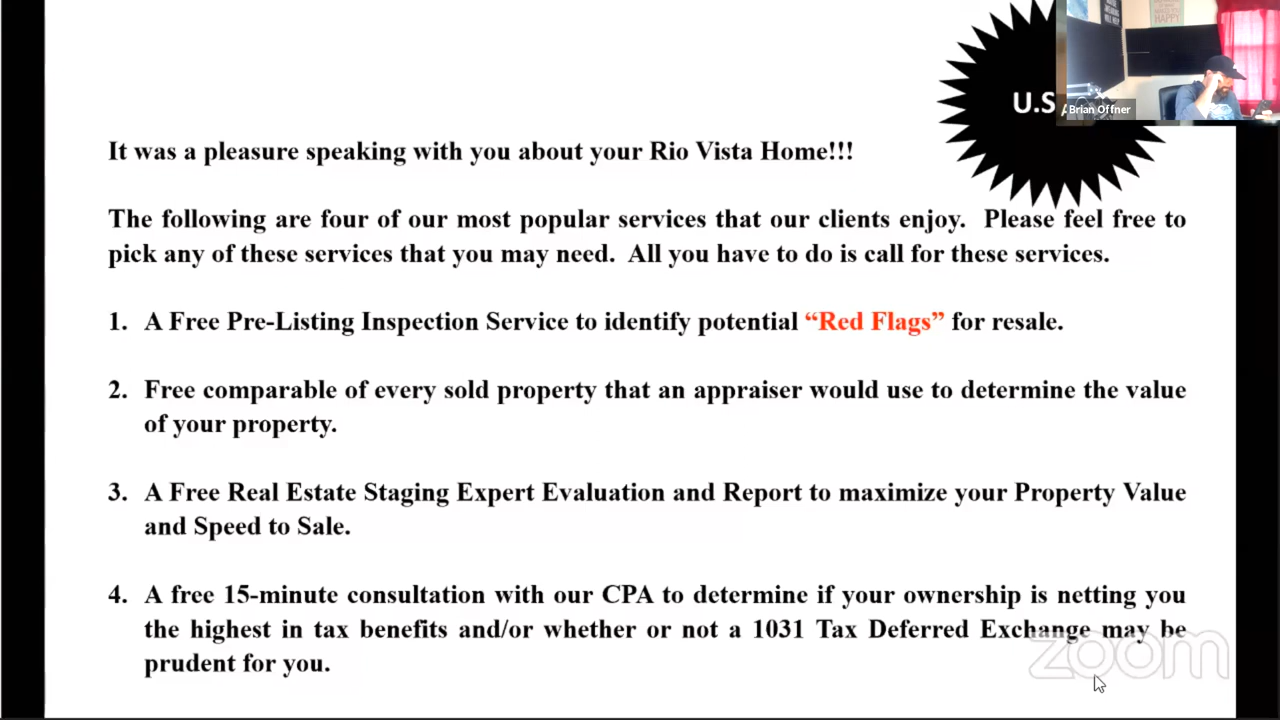 HAPPY
U.S
Brian Offner
It was a pleasure speaking with you about your Rio Vista Home!!!
The following are four of our most popular services that our clients enjoy. Please feel free to
pick any of these services that you may need. All you have to do is call for these services.
1. A Free Pre-Listing Inspection Service to identify potential “Red Flags” for resale.
2. Free comparable of every sold property that an appraiser would use to determine the value
of your property.
3. A Free Real Estate Staging Expert Evaluation and Report to maximize your Property Value
and Speed to Sale.
4. A free 15-minute consultation with our CPA to determine if your ownership is netting you
the highest in tax benefits and/or whether or not a 1031 Tax Deferred Exchange may be
prudent for you.
zoom